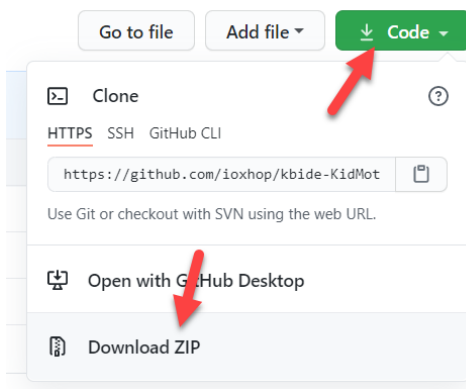 Go to file Add file Code
Clone
HTTPS SSH GitHub CLI
https://github.com/ioxhop/kbide-KidMot
Use Git or checkout with SVN using the web URL.
Open with GitHub Desktop
Download ZIP